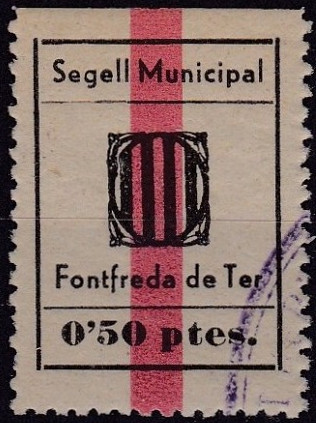 Segell Municipal
Fontfreda de Ter
0'50 ptes.